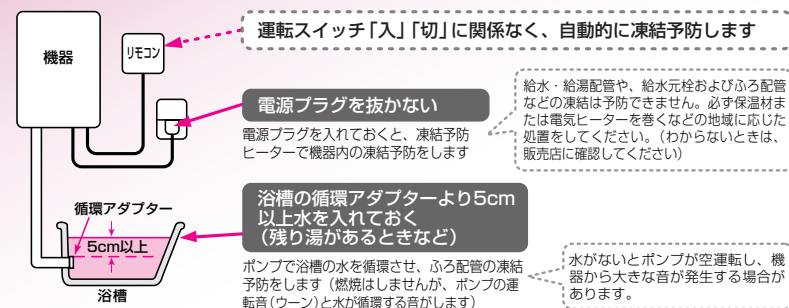 運転スイッチ「入」「切」に関係なく、自動的に凍結予防します
機器
リモコン
電源プラグを抜かない
電源プラグを入れておくと、凍結予防
ヒーターで機器内の凍結予防をします
給水・給湯配管や、給水元栓およびふろ配管
などの凍結は予防できません。必ず保温材ま
たは電気ヒーターを巻くなどの地域に応じた
処置をしてください。（わからないときは、
販売店に確認してください）
浴槽の循環アダプターより5cm
以上水を入れておく
（残り湯があるときなど）
循環アダプター
5cm以上
浴槽
ポンプで浴槽の水を循環させ、ふろ配管の凍結
予防をします（燃焼はしませんが、ポンプの運
転音（ウーン）と水が循環する音がします）
水がないとポンプが空運転し、機
器から大きな音が発生する場合が
あります。